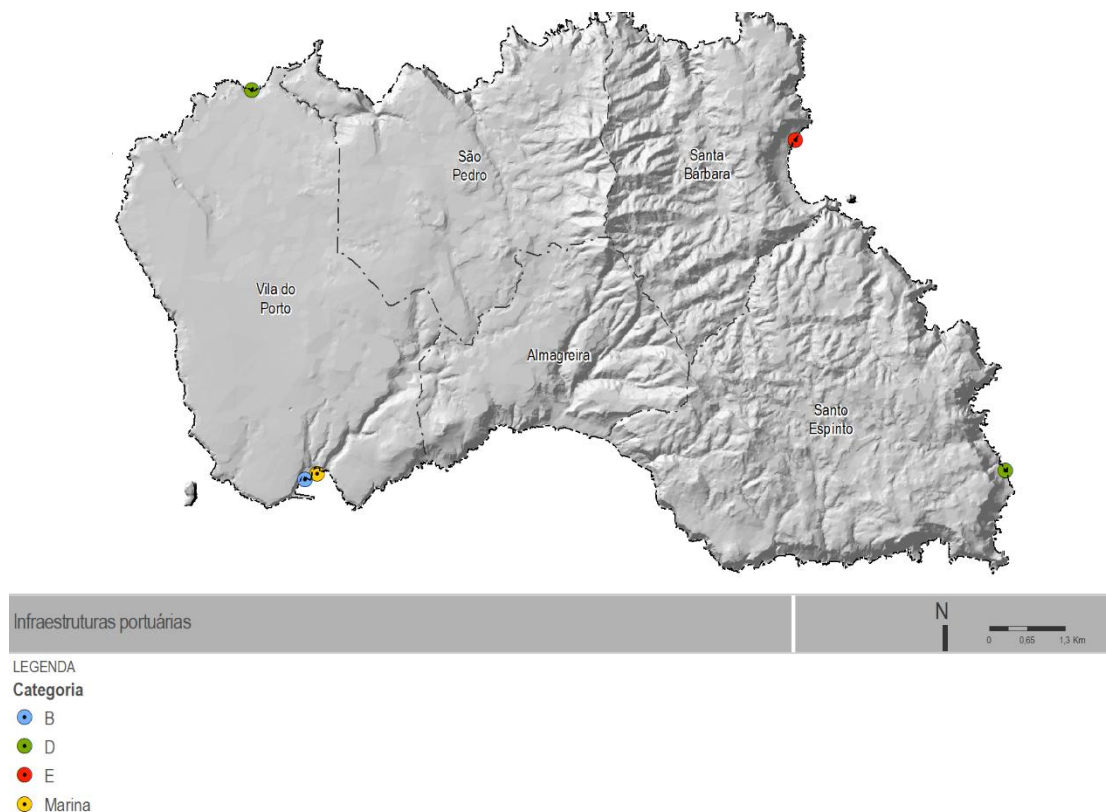 São
Pedro
Santa
Bárbara
Vila do
Porto
Almagreira
Santo
Espírito
Infraestruturas portuárias
N
0 0,65 1,3 Km
LEGENDA
Categoria
B
D
E
Marina